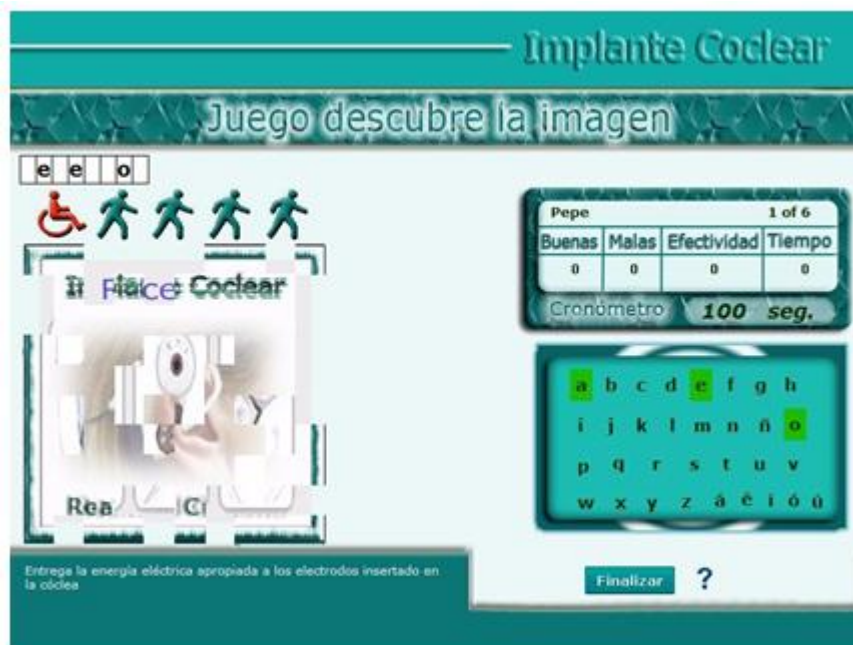 Implante Coclear
Juego descubre la imagen
e e o
Pepe 1 of 6
Buenas Malas Efectividad Tiempo
0 0 0 0
Cronómetro 100 seg.
Coclear
a b c d e f g h
i j k l m n ñ o
p q r s t u v
w x y z á é í ó ú
Rea
Entrega la energía eléctrica apropiada a los electrodos insertado en
la cóclea
Finalizar ?